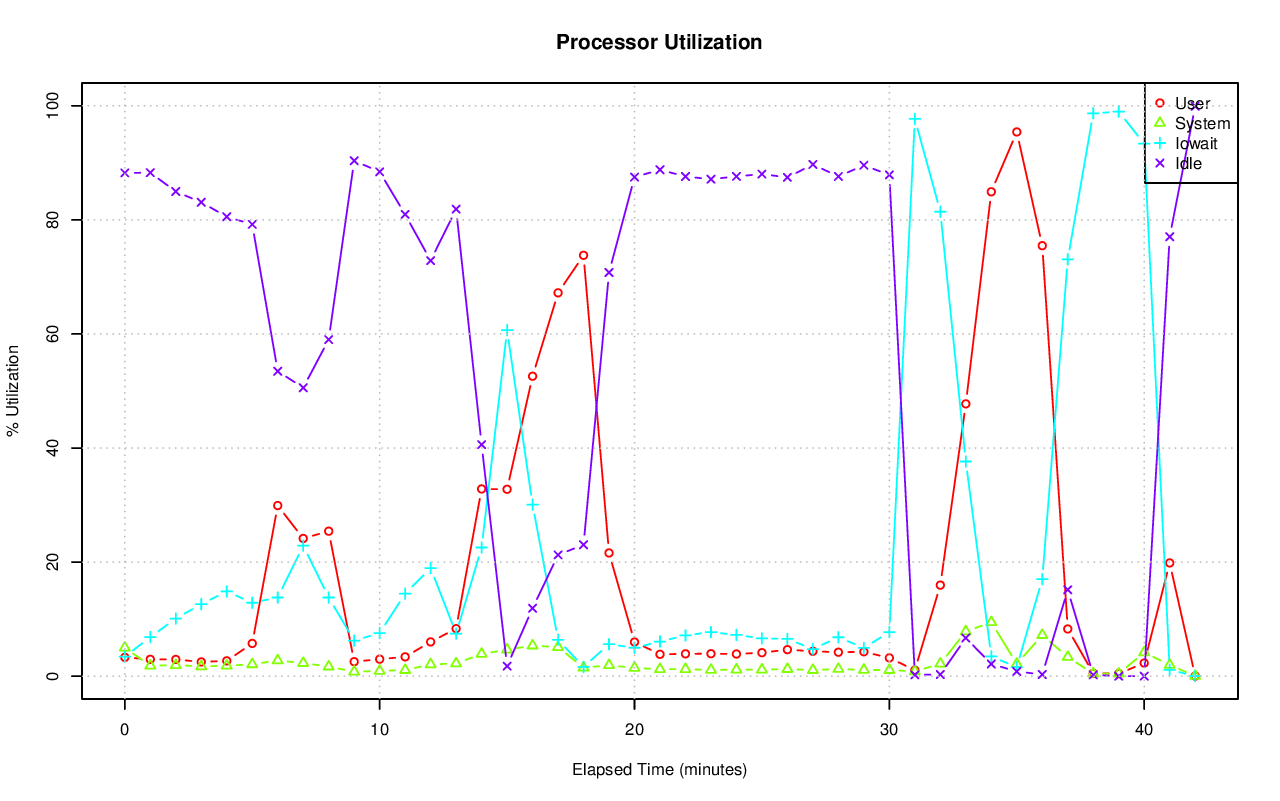 Processor Utilization
% Utilization
100
80
60
40
20
0
User
System
Iowait
Idle
0 10 20 30 40
Elapsed Time (minutes)